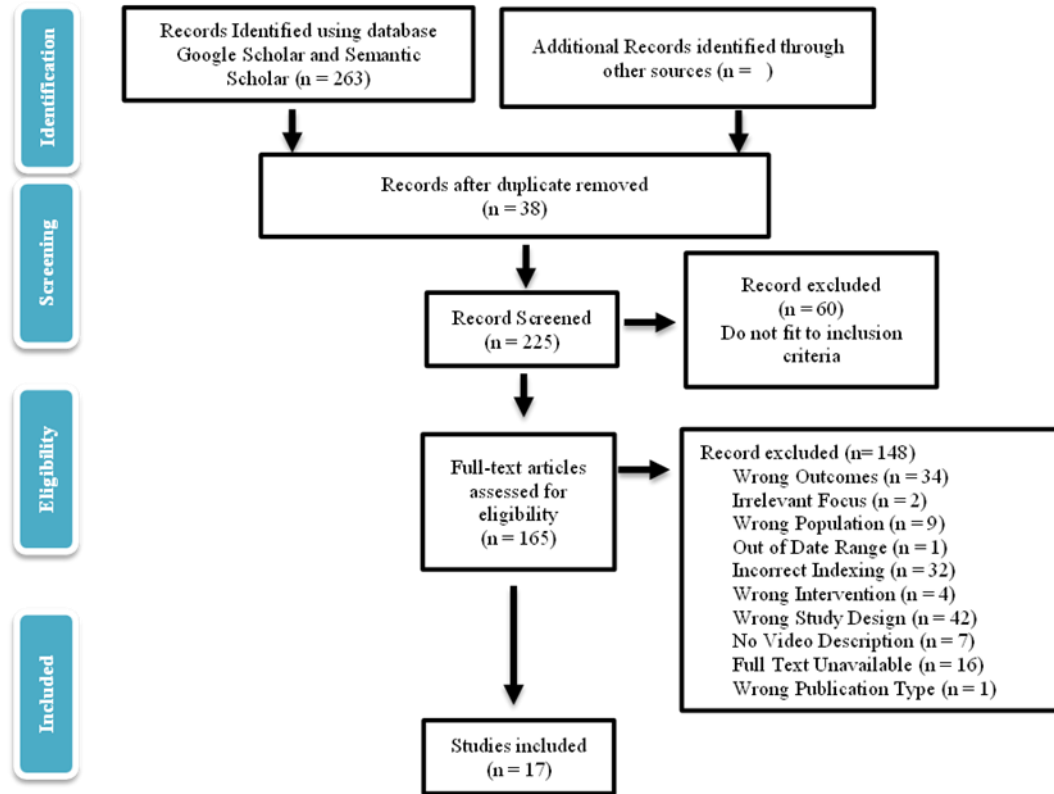 Identification
Records Identified using database
Google Scholar and Semantic
Scholar (n = 263)
Additional Records identified through
other sources (n = )
Screening
Records after duplicate removed
(n = 38)
Record Screened
(n = 225)
Record excluded
(n = 60)
Do not fit to inclusion
criteria
Eligibility
Full-text articles
assessed for
eligibility
(n = 165)
Record excluded (n= 148)
Wrong Outcomes (n = 34)
Irrelevant Focus (n = 2)
Wrong Population (n = 9)
Out of Date Range (n = 1)
Incorrect Indexing (n = 32)
Wrong Intervention (n = 4)
Wrong Study Design (n = 42)
No Video Description (n = 7)
Full Text Unavailable (n = 16)
Wrong Publication Type (n = 1)
Included
Studies included
(n = 17)